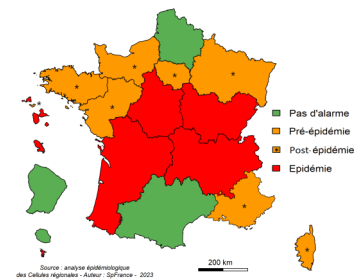 Pas d'alarme
Pré-épidémie
Post-épidémie
Epidémie
200 km
Source : analyse épidémiologique
des Cellules régionales - Auteur : SpFrance - 2023